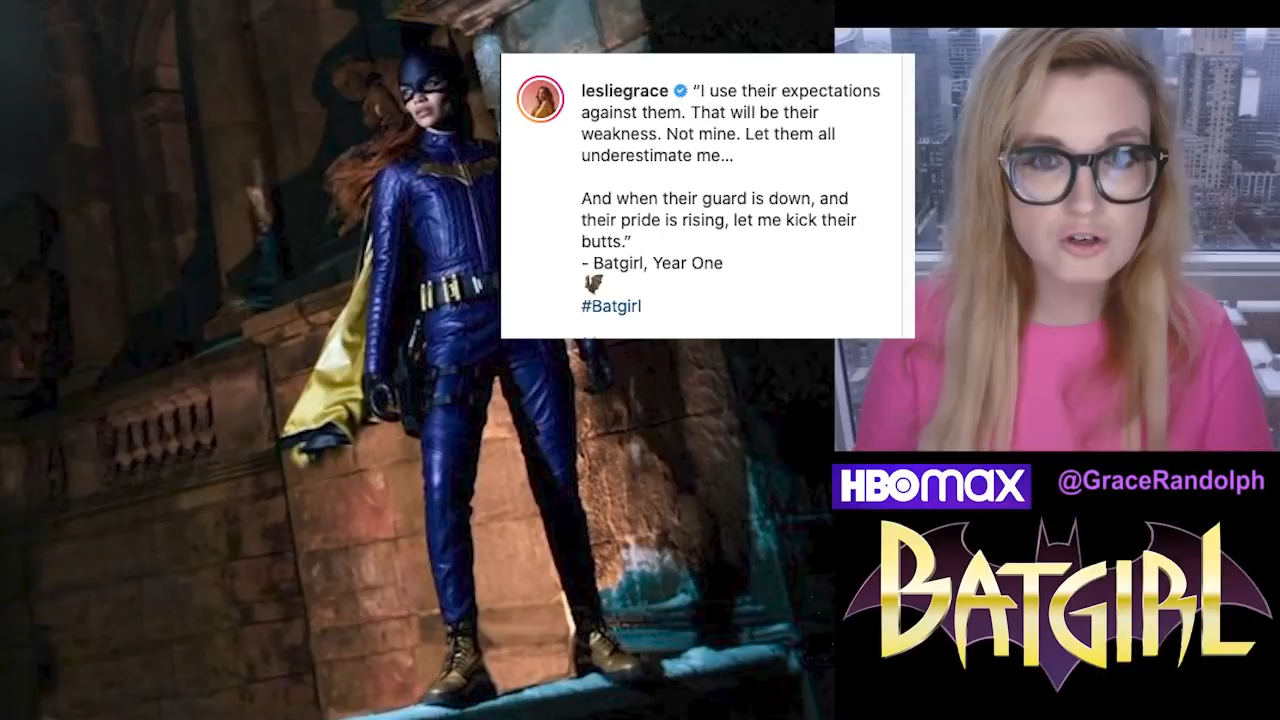 lesliegrace “I use their expectations
against them. That will be their
weakness. Not mine. Let them all
underestimate me...
And when their guard is down, and
their pride is rising, let me kick their
butts.”
- Batgirl, Year One
#Batgirl
HBOMAX
@GraceRandolph
BATGIRL